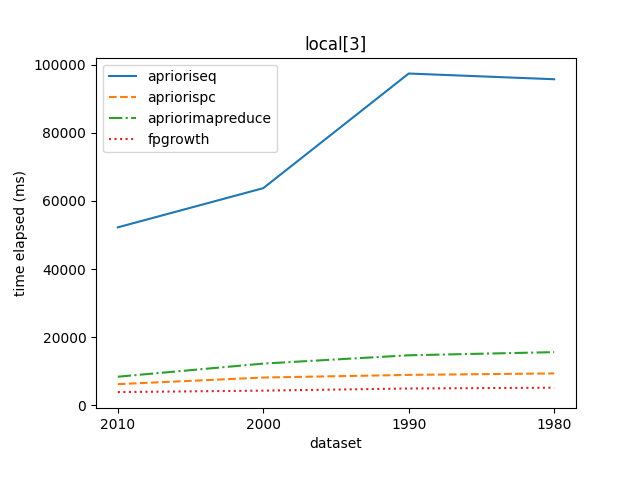 local[3]
aprioriseq
apriorispc
apriorimapreduce
fpgrowth
100000
80000
60000
40000
20000
0
time elapsed (ms)
2010 2000 1990 1980
dataset